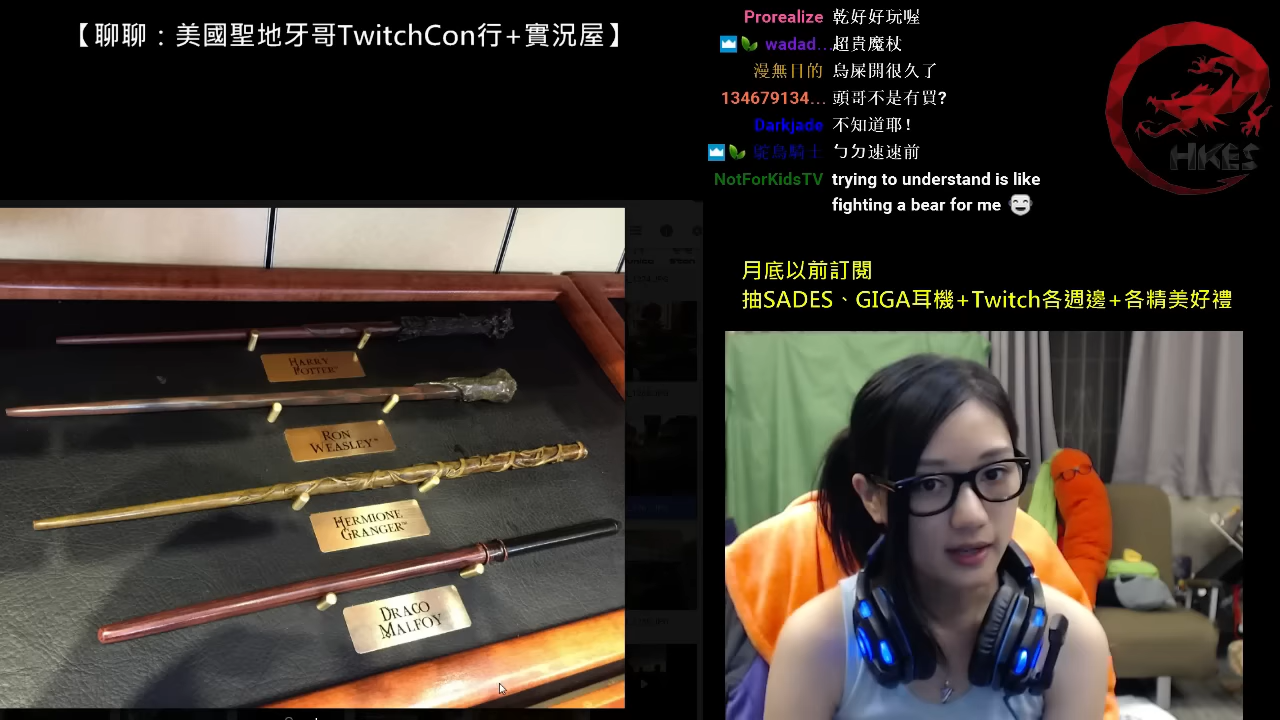 【聊聊：美國聖地牙哥TwitchCon行+實況屋】
Prorealize 乾好好玩喔
wadad... 超貴魔杖
漫無目的 烏屎開很久了
134679134... 頭哥不是有買?
Darkjade 不知道耶!
鴕鳥騎士 ㄅㄉ速速前
NotForKidsTV trying to understand is like
fighting a bear for me
HKES
月底以前訂閱
抽SADES、GIGA耳機+Twitch各週邊+各精美好禮
HARRY
POTTER™
RON
WEASLEY™
HERMIONE
GRANGER™
DRACO
MALFOY